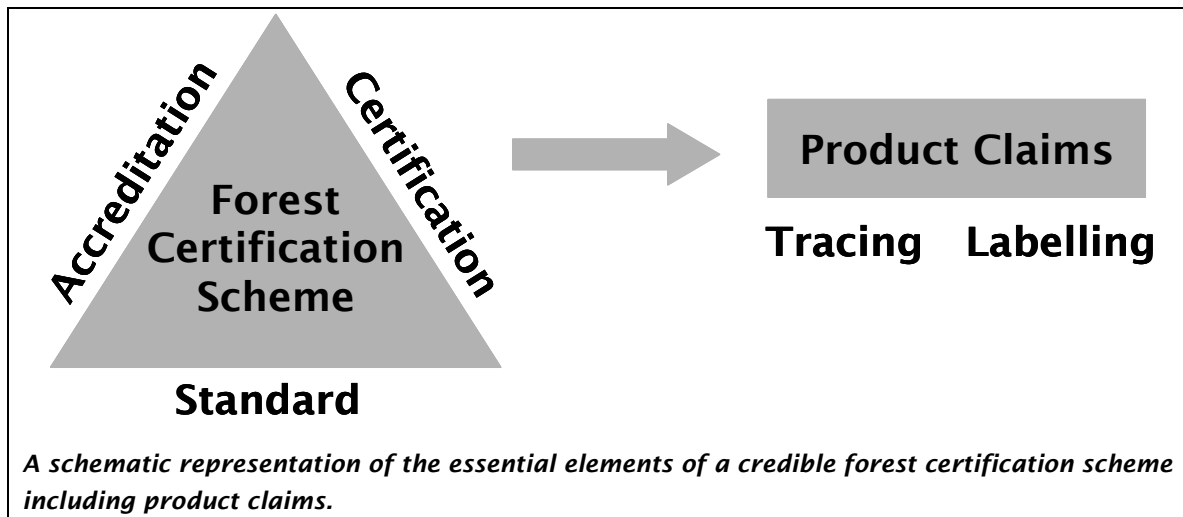 Accreditation
Certification
Forest
Certification
Scheme
Standard
Product Claims
Tracing Labelling
A schematic representation of the essential elements of a credible forest certification scheme
including product claims.